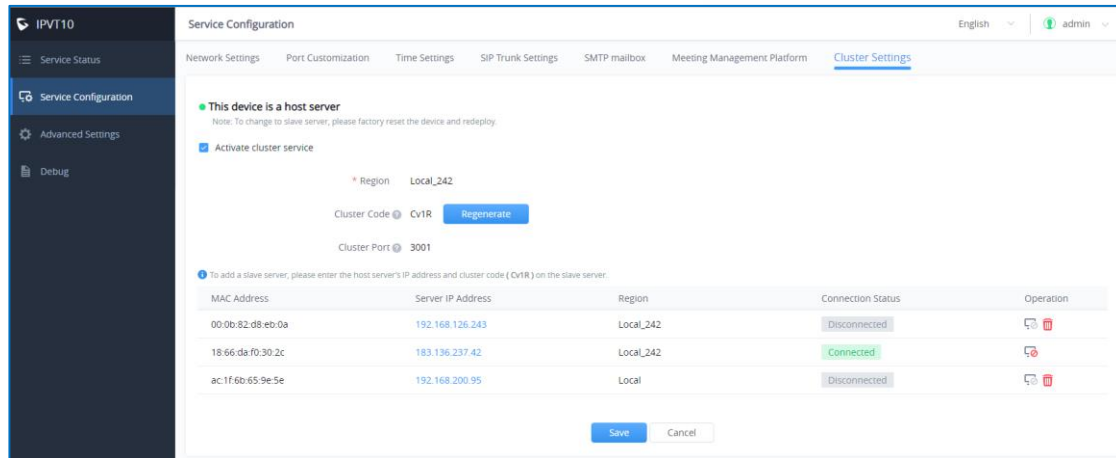 IPVT10
Service Configuration
English
admin
Service Status
Service Configuration
Advanced Settings
Debug
Network Settings
Port Customization
Time Settings
SIP Trunk Settings
SMTP mailbox
Meeting Management Platform
Cluster Settings
This device is a host server
Note: To change to slave server, please factory reset the device and redeploy.
Activate cluster service
* Region Local_242
Cluster Code ? Cv1R Regenerate
Cluster Port ? 3001
To add a slave server, please enter the host server's IP address and cluster code ( Cv1R ) on the slave server.
MAC Address Server IP Address Region Connection Status Operation
00:0b:82:d8:eb:0a 192.168.126.243 Local_242 Disconnected
18:66:da:f0:30:2c 183.136.237.42 Local_242 Connected
ac:1f:6b:65:9e:5e 192.168.200.95 Local Disconnected
Save Cancel